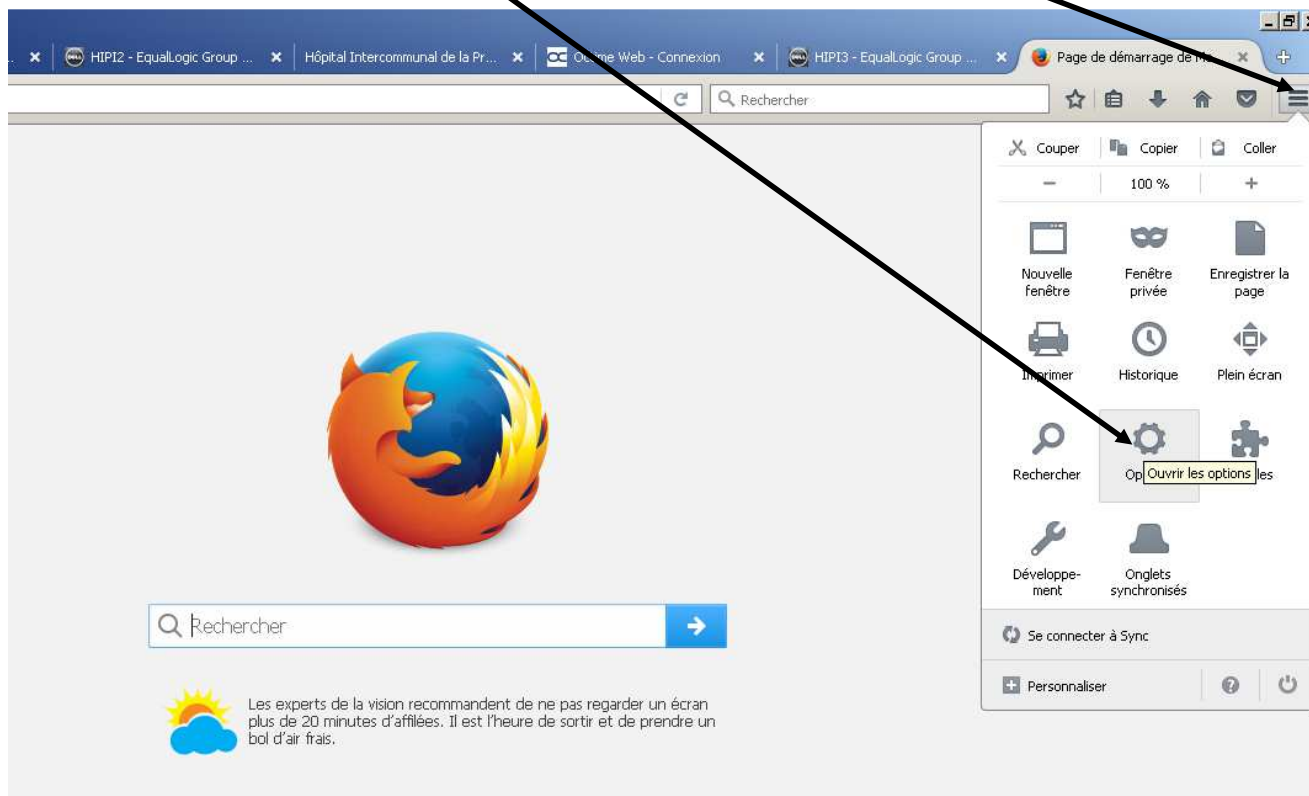 HIPI2 - EqualLogic Group ...
Hôpital Intercommunal de la Pr...
Web - Connexion
HIPI3 - EqualLogic Group ...
Page de démarrage de
Rechercher
Couper Copier Coller
100 %
Nouvelle fenêtre
Fenêtre privée
Enregistrer la page
Imprimer
Historique
Plein écran
Rechercher
Op
Ouvrir les options
les
Développe-
ment
Onglets
synchronisés
Se connecter à Sync
Personnaliser
Rechercher
Les experts de la vision recommandent de ne pas regarder un écran
plus de 20 minutes d'affilées. Il est l'heure de sortir et de prendre un
bol d'air frais.